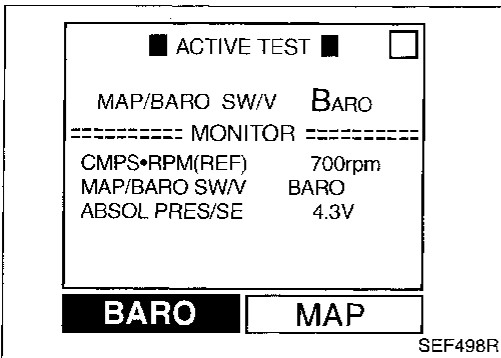 ■ ACTIVE TEST ■ □
MAP/BARO SW/V BARO
========= MONITOR =========
CMPS•RPM(REF) 700rpm
MAP/BARO SW/V BARO
ABSOL PRES/SE 4.3V
BARO MAP
SEF498R